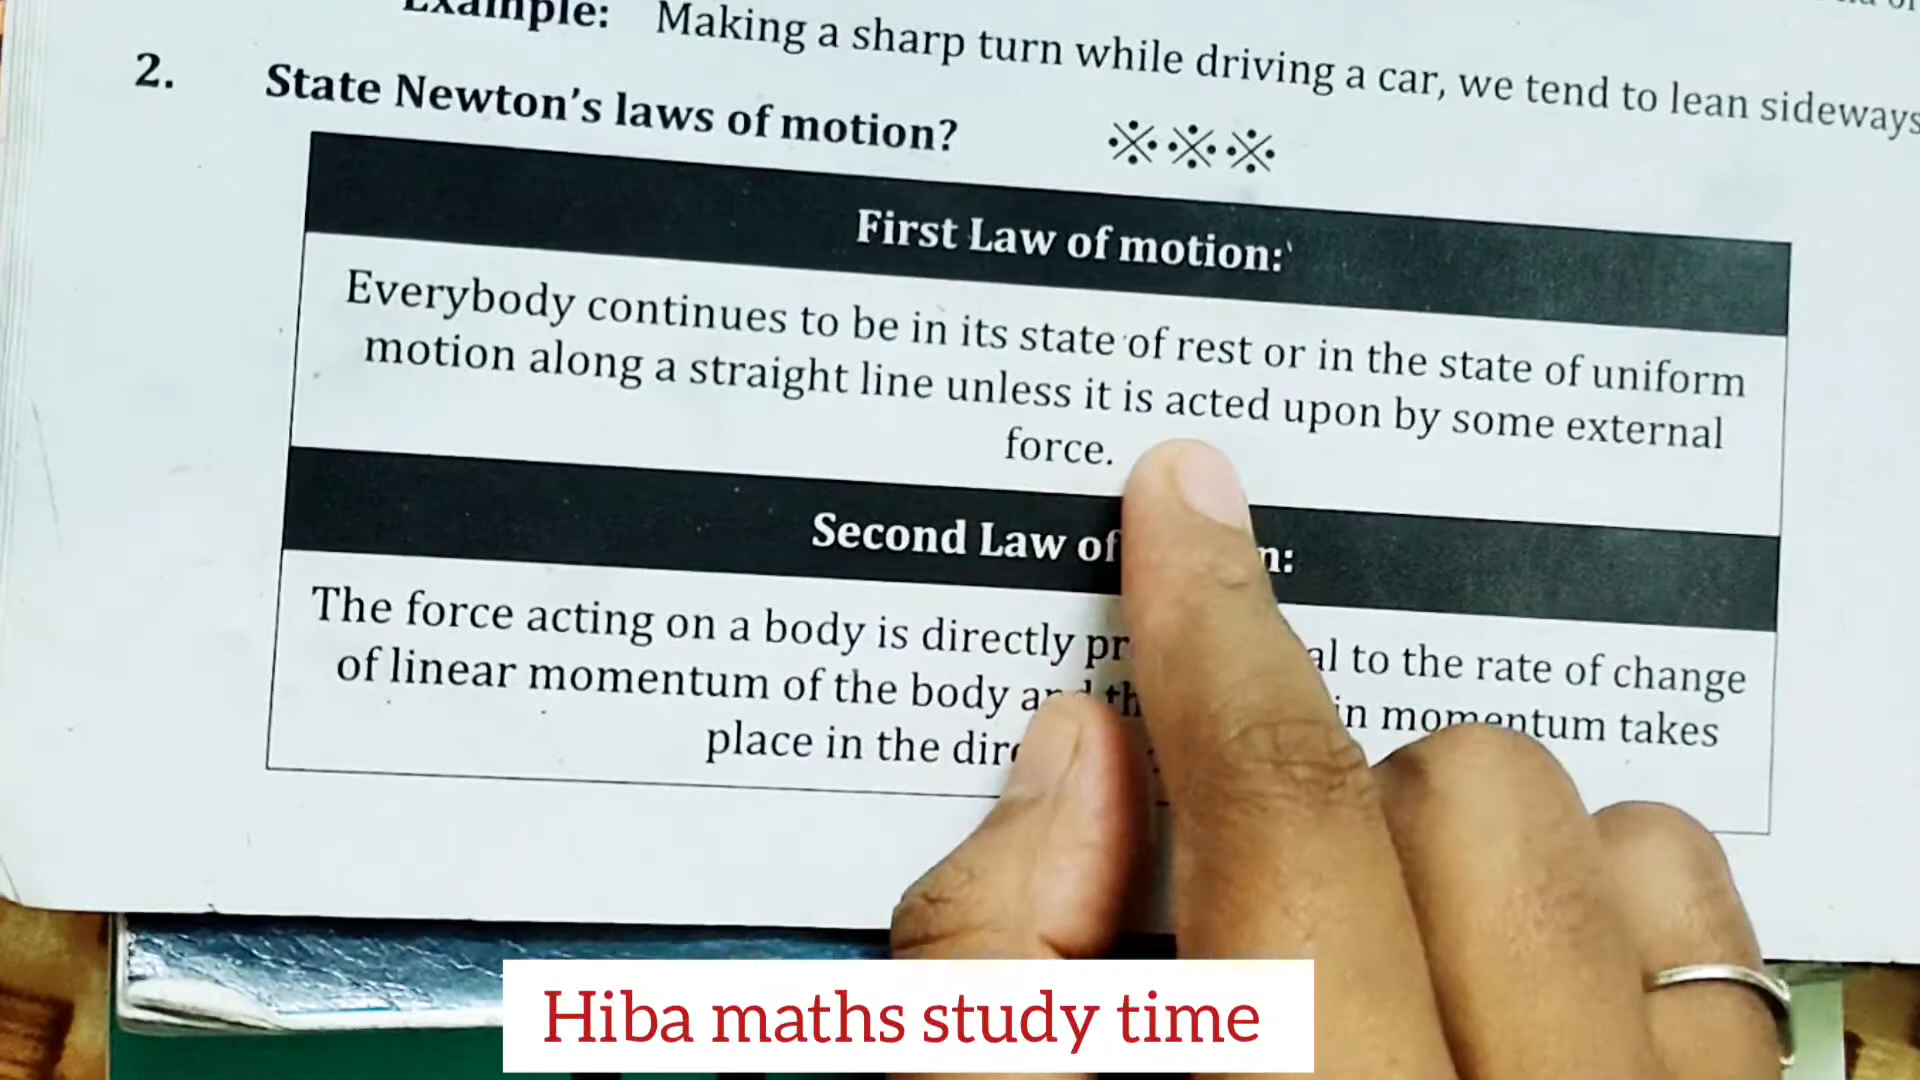 Example: Making a sharp turn while driving a car, we tend to lean sideways
2. State Newton's laws of motion? ※※※
First Law of motion:
Everybody continues to be in its state of rest or in the state of uniform
motion along a straight line unless it is acted upon by some external
force.
Second Law of
The force acting on a body is directly to the rate of change
of linear momentum of the body in momentum takes
place in the
Hiba maths study time